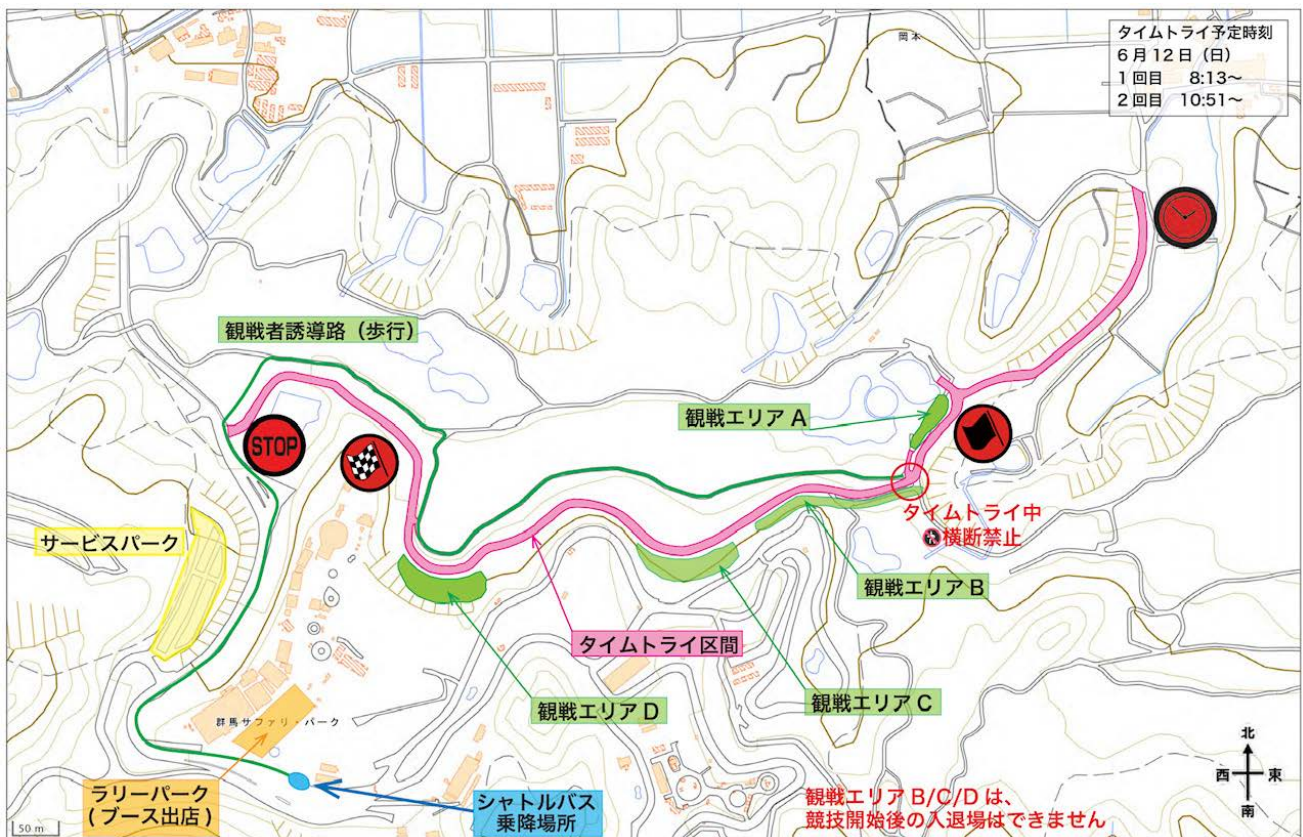 岡本
タイムトライ予定時刻
6月12日（日）
1回目　8:13〜
2回目　10:51〜
観戦者誘導路（歩行）
観戦エリア A
STOP
タイムトライ中
横断禁止
サービスパーク
観戦エリア B
タイムトライ区間
観戦エリア C
観戦エリア D
群馬サファリ・パーク
ラリーパーク
(ブース出店)
シャトルバス
乗降場所
観戦エリア B/C/D は、
競技開始後の入退場はできません
北
西
東
南
50 m